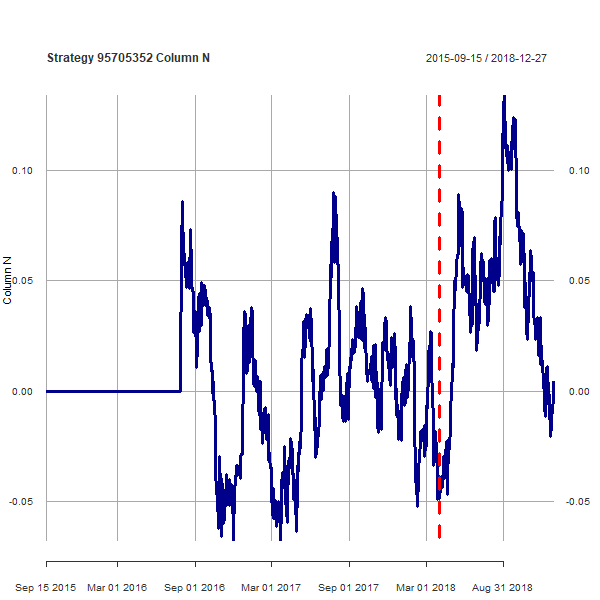 Strategy 95705352 Column N
2015-09-15 / 2018-12-27
0.10
0.10
0.05
0.05
Column N
0.00
0.00
-0.05
-0.05
Sep 15 2015
Mar 01 2016
Sep 01 2016
Mar 01 2017
Sep 01 2017
Mar 01 2018
Aug 31 2018